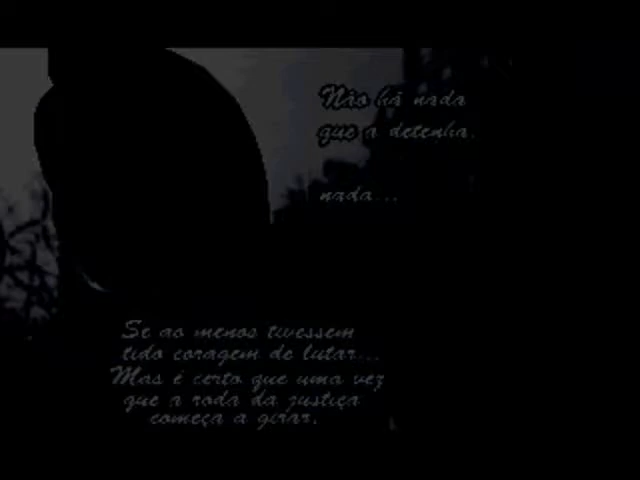 Não há nada
que a detenha.
nada...
Se ao menos tivessem
tido coragem de lutar...
Mas é certo que uma vez
que a roda da justiça
começa a girar,